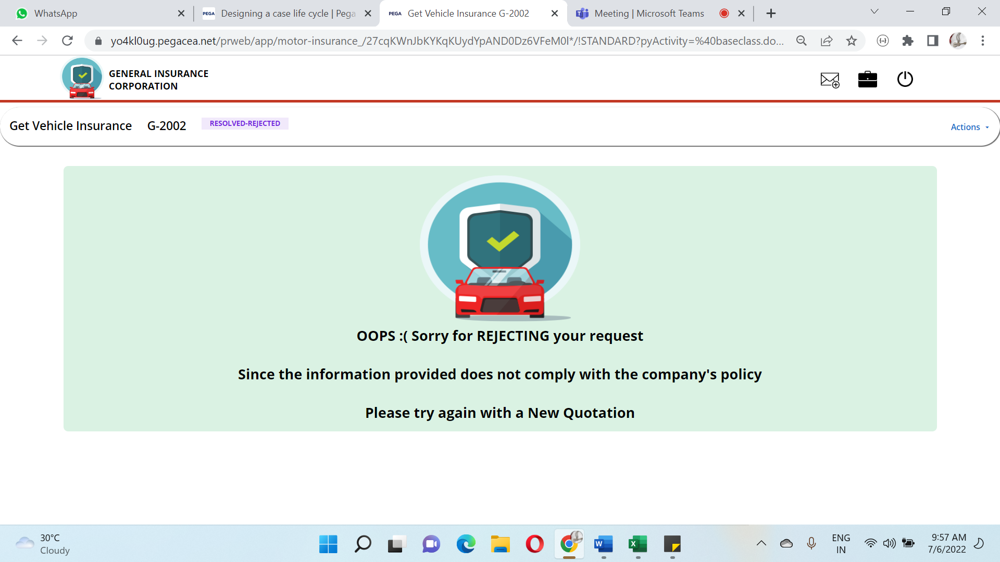 WhatsApp
PEGA Designing a case life cycle | Pega
PEGA Get Vehicle Insurance G-2002
Meeting | Microsoft Teams
yo4kl0ug.pegacea.net/prweb/app/motor-insurance_/27cqKWnJbKYKqKUydYpAND0Dz6VFeM0l*/!STANDARD?pyActivity=%40baseclass.do...
GENERAL INSURANCE
CORPORATION
Get Vehicle Insurance G-2002 RESOLVED-REJECTED
Actions
OOPS :( Sorry for REJECTING your request
Since the information provided does not comply with the company's policy
Please try again with a New Quotation
30°C
Cloudy
ENG
IN
9:57 AM
7/6/2022